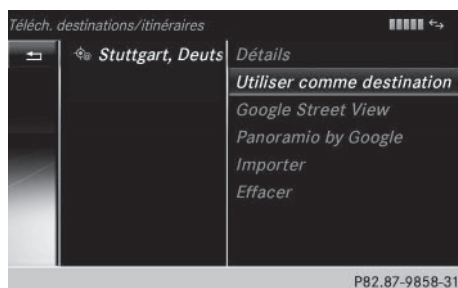 Téléch. destinations/itinéraires
Stuttgart, Deuts
Détails
Utiliser comme destination
Google Street View
Panoramio by Google
Importer
Effacer
P82.87-9858-31